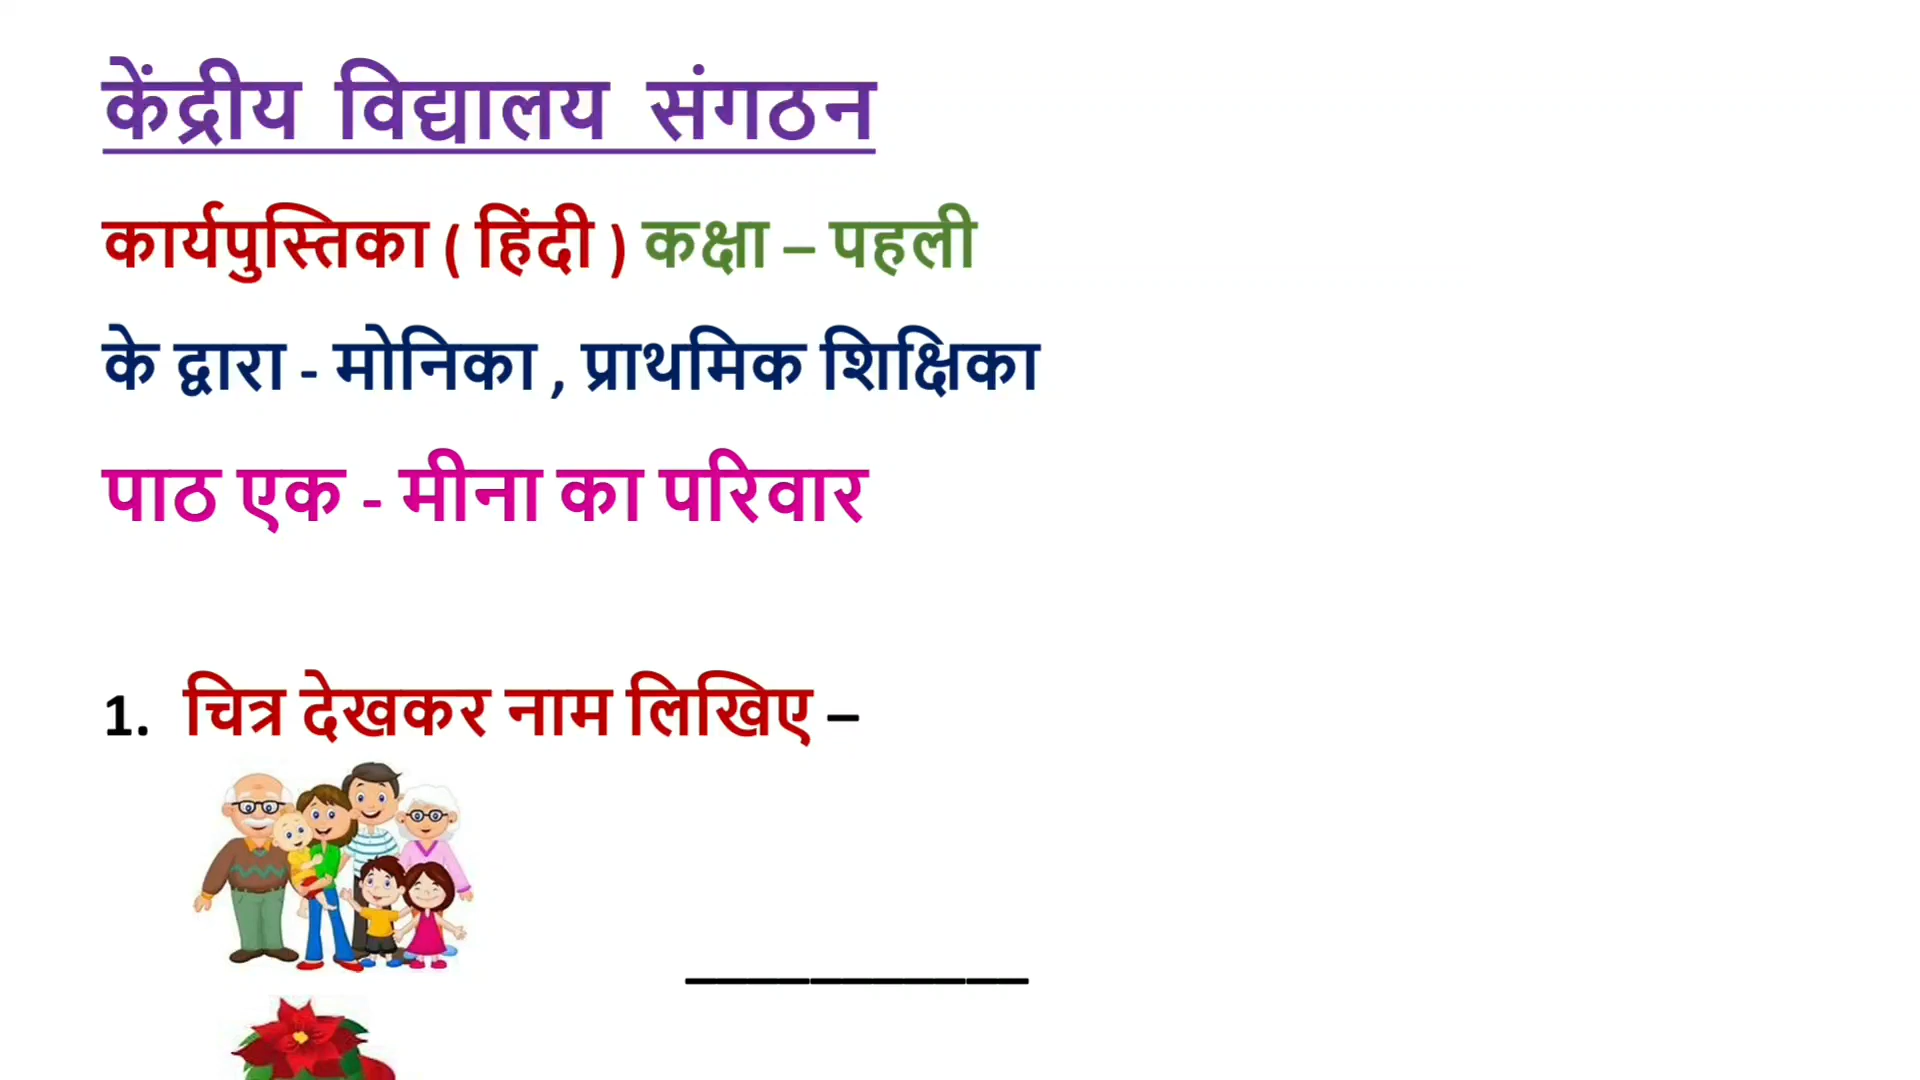 केंद्रीय विद्यालय संगठन
कार्यपुस्तिका ( हिंदी ) कक्षा – पहली
के द्वारा - मोनिका , प्राथमिक शिक्षिका
पाठ एक - मीना का परिवार
1. चित्र देखकर नाम लिखिए –